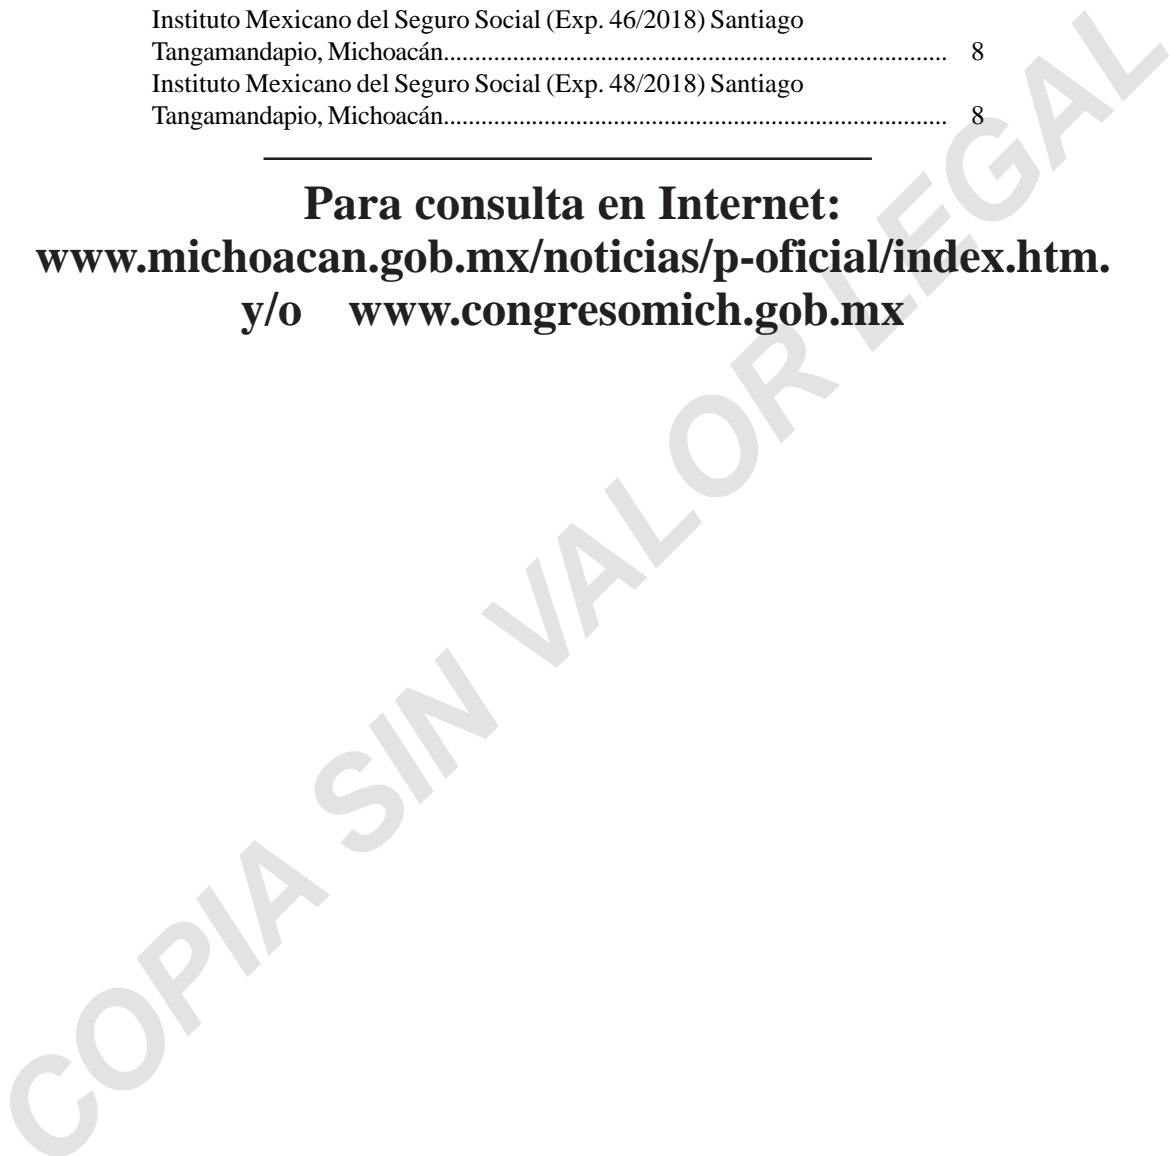 Instituto Mexicano del Seguro Social (Exp. 46/2018) Santiago
Tangamandapio, Michoacán.................................................................. 8
Instituto Mexicano del Seguro Social (Exp. 48/2018) Santiago
Tangamandapio, Michoacán.................................................................. 8
Para consulta en Internet:
www.michoacan.gob.mx/noticias/p-oficial/index.htm.
y/o www.congresomich.gob.mx
COPIA SIN VALOR LEGAL